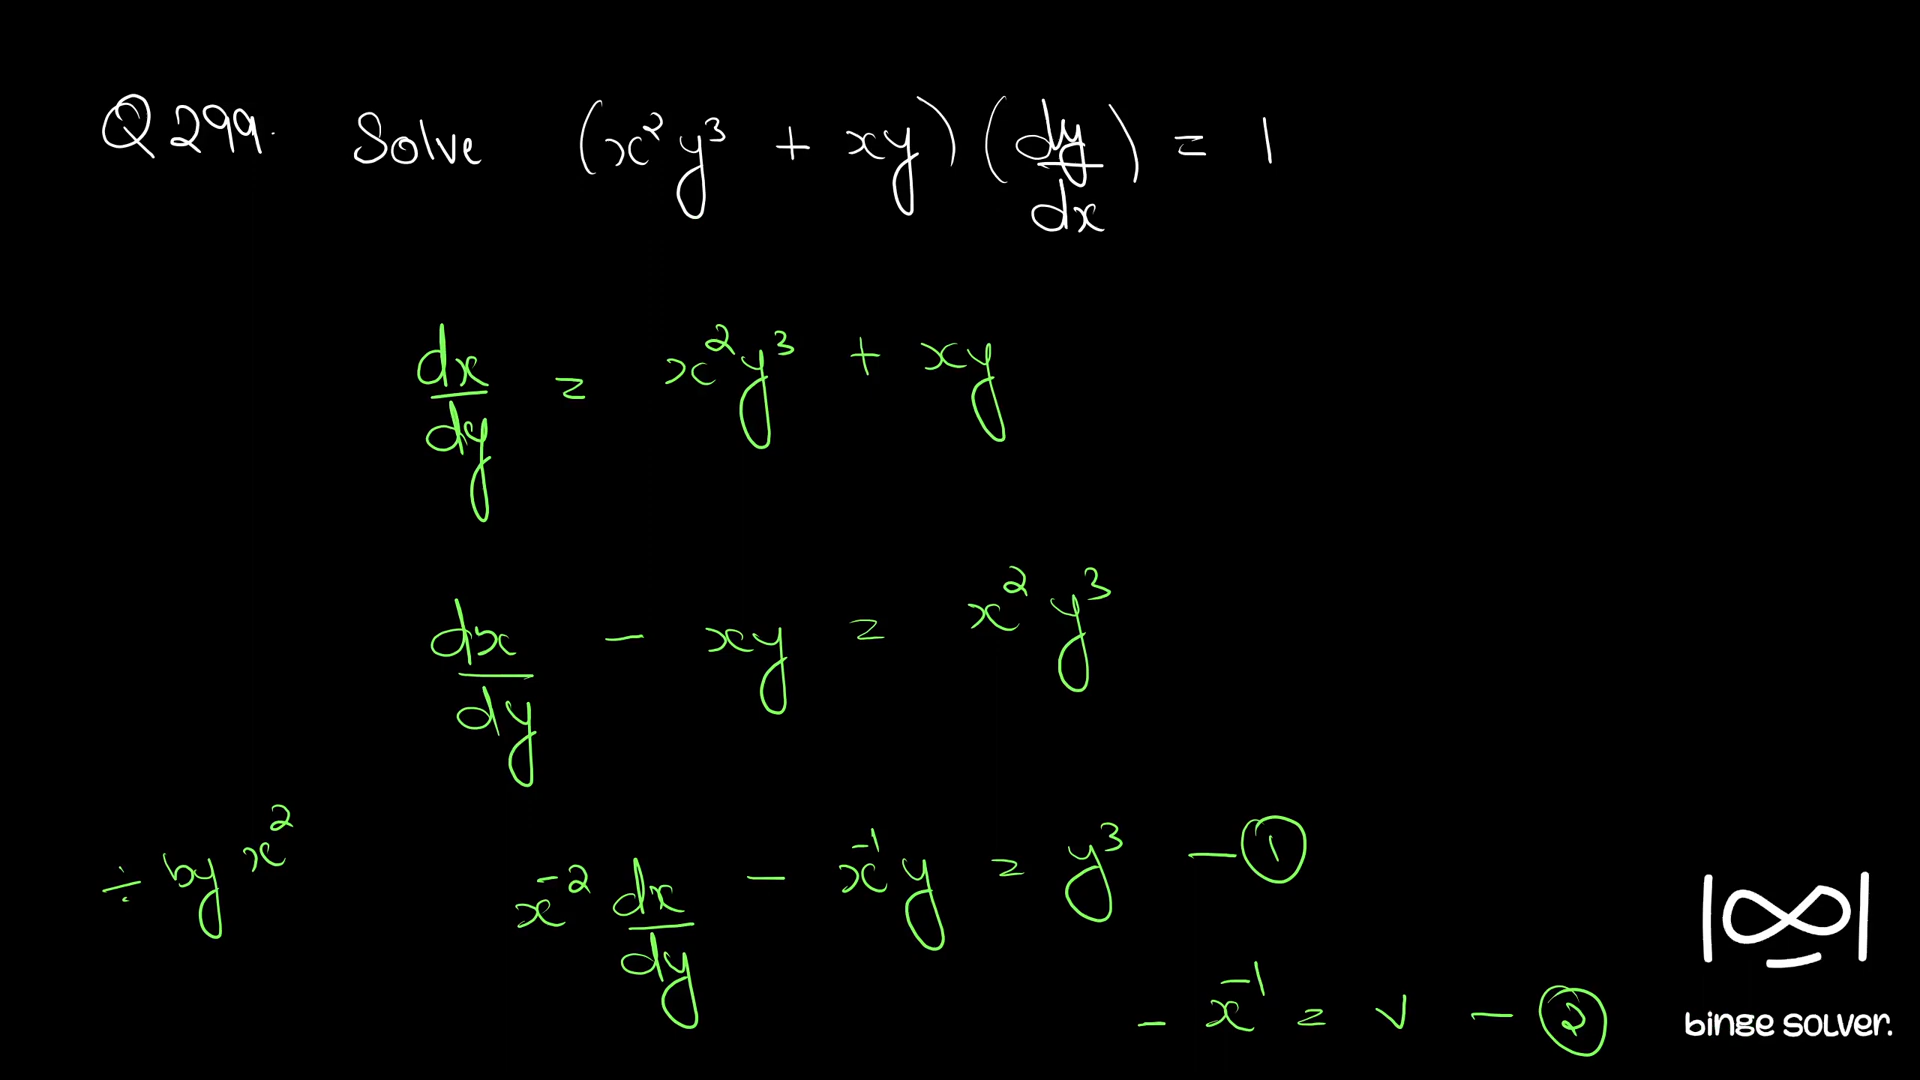 Q299. Solve (x²y³ + xy)(dy/dx) = 1
dx/dy = x²y³ + xy
dx/dy - xy = x²y³
÷ by x² x⁻² dx/dy - x⁻¹y = y³ - ①
- x⁻¹ = v - ②
binge solver.